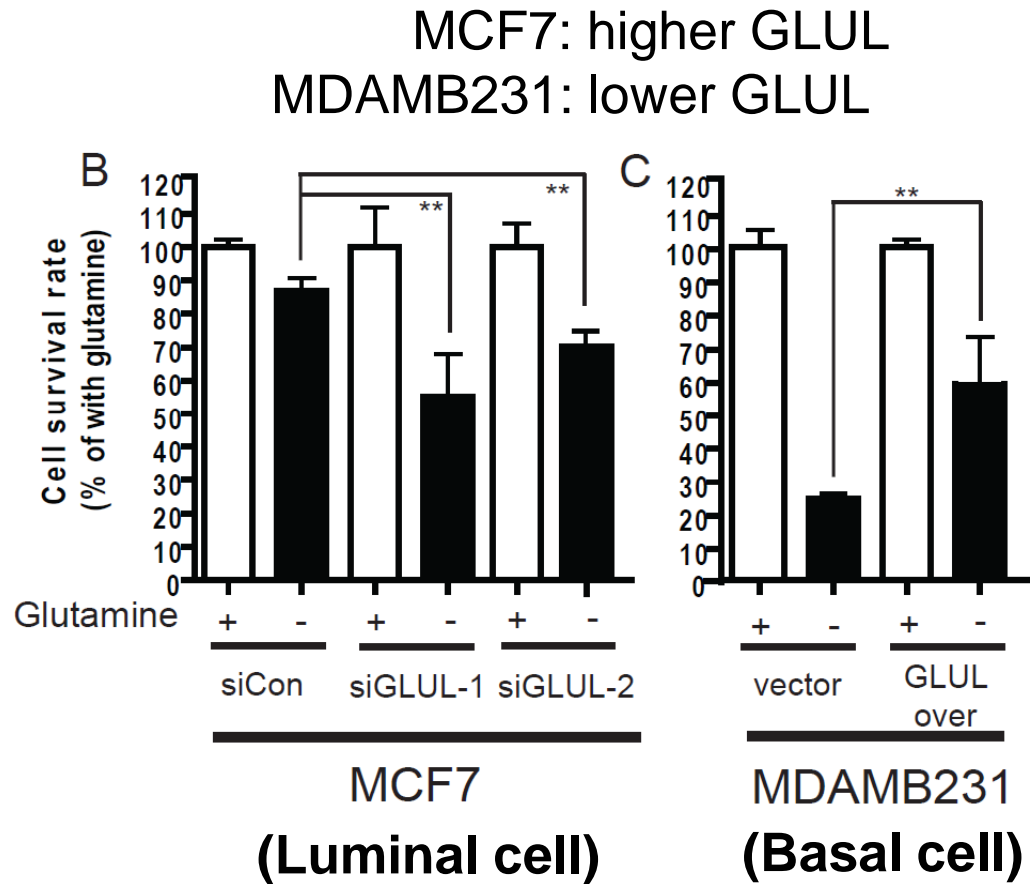 MCF7: higher GLUL
MDAMB231: lower GLUL
B
Cell survival rate
(% of with glutamine)
120
110
100
90
80
70
60
50
40
30
20
10
0
**
**
Glutamine + - + - + -
siCon siGLUL-1 siGLUL-2
MCF7
(Luminal cell)
C
120
110
100
90
80
70
60
50
40
30
20
10
0
**
+ - + -
vector GLUL
over
MDAMB231
(Basal cell)